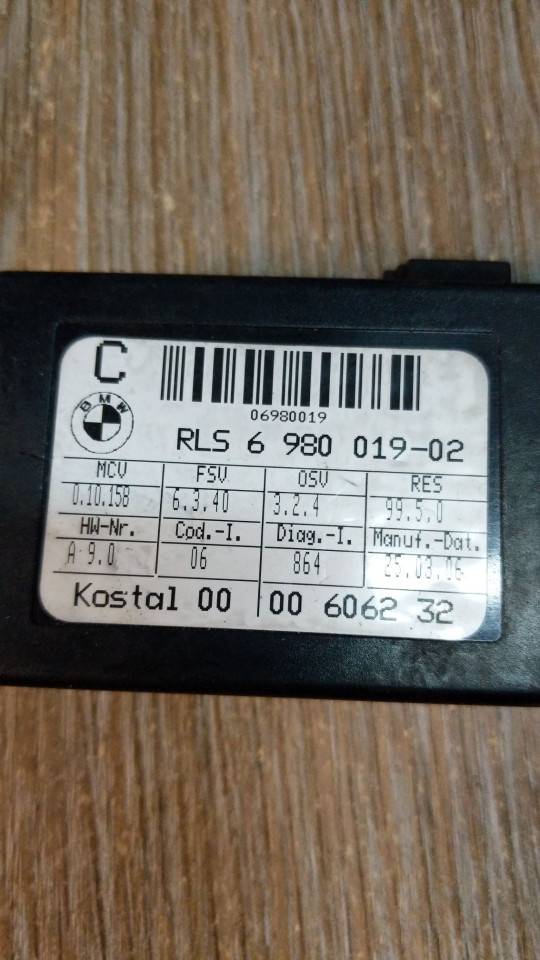 C
06980019
BMW
RLS 6 980 019-02
MCV FSV OSV RES
0.10.158 6.3.40 3.2.4 99.5.0
HW-Nr. Cod.-I. Diag.-I. Manuf.-Dat.
A 9.0 06 864 25.03.06
Kostal 00 00 6062 32